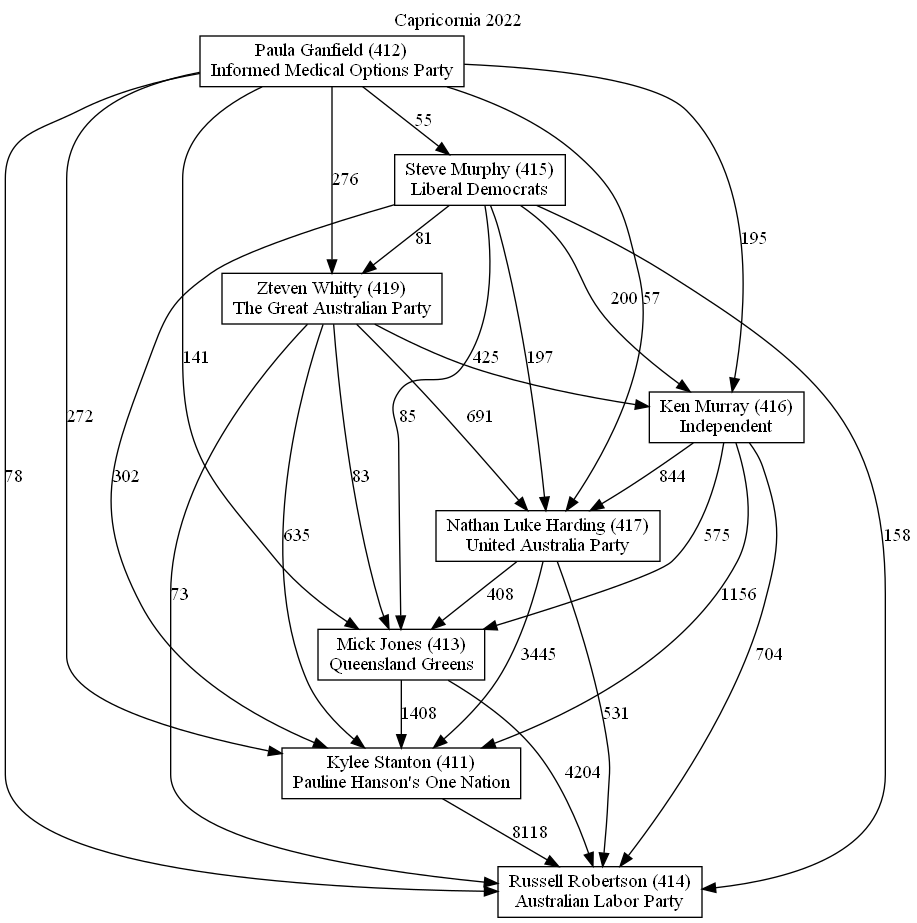 Capricornia 2022
Paula Ganfield (412)
Informed Medical Options Party
55
Steve Murphy (415)
Liberal Democrats
276
81
195
Zteven Whitty (419)
The Great Australian Party
200
57
141
425
197
272
85
691
Ken Murray (416)
Independent
78
302
83
844
Nathan Luke Harding (417)
United Australia Party
635
575
158
73
408
1156
Mick Jones (413)
Queensland Greens
3445
704
1408
531
Kylee Stanton (411)
Pauline Hanson's One Nation
4204
8118
Russell Robertson (414)
Australian Labor Party